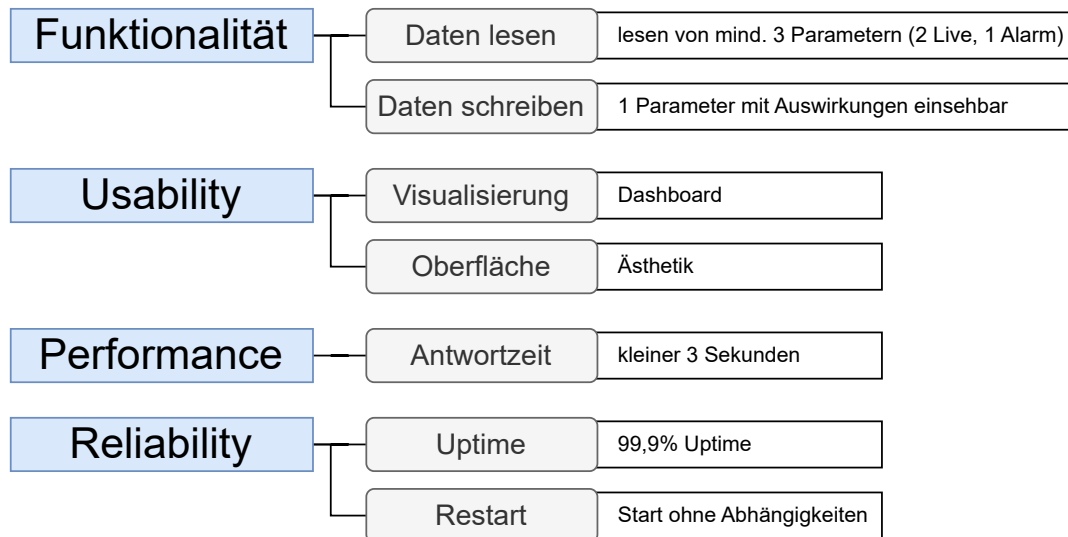 Funktionalität
Daten lesen
lesen von mind. 3 Parametern (2 Live, 1 Alarm)
Daten schreiben
1 Parameter mit Auswirkungen einsehbar
Usability
Visualisierung
Dashboard
Oberfläche
Ästhetik
Performance
Antwortzeit
kleiner 3 Sekunden
Reliability
Uptime
99,9% Uptime
Restart
Start ohne Abhängigkeiten